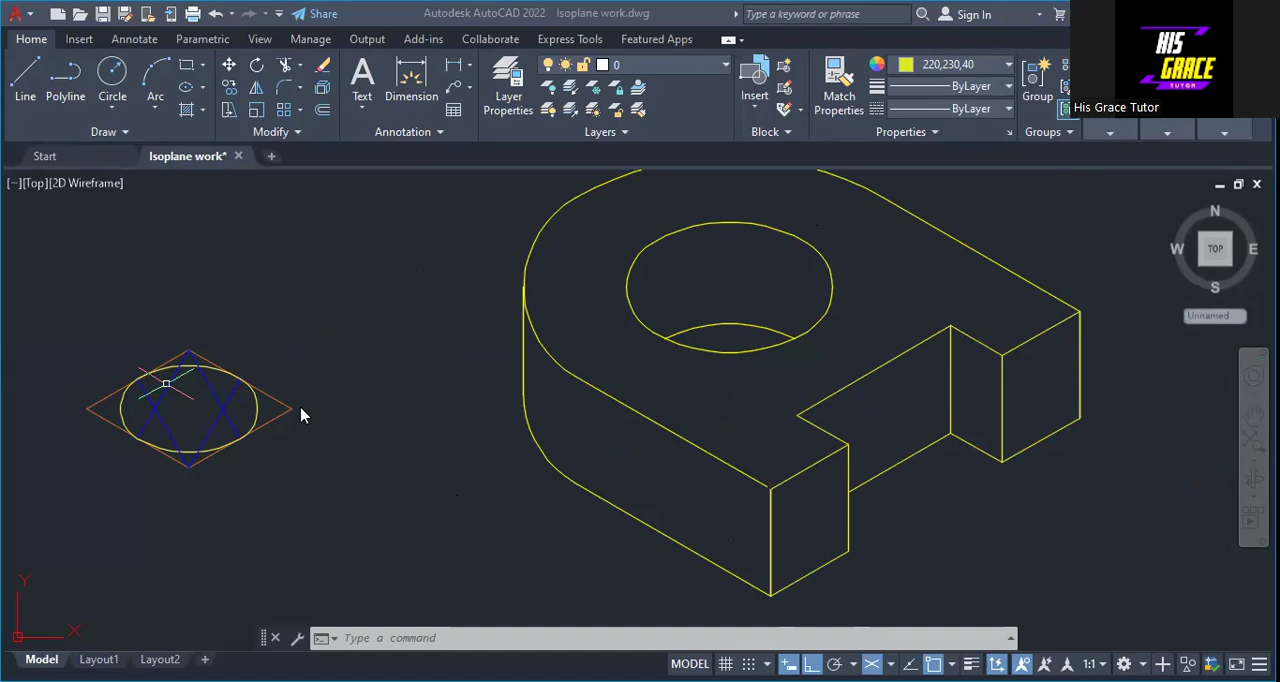 Share
Autodesk AutoCAD 2022 Isoplane work.dwg
Type a keyword or phrase
Sign In
Home Insert Annotate Parametric View Manage Output Add-ins Collaborate Express Tools Featured Apps
HIS
GRACE
TUTOR
His Grace Tutor
Line Polyline Circle Arc
Text Dimension
Layer
Properties
0
Insert
Match
Properties
220,230,40
ByLayer
ByLayer
Group
Draw Modify Annotation Layers Block Properties Groups
Start Isoplane work*
[−][Top][2D Wireframe]
N
W TOP E
S
Unnamed
Y
X
Type a command
Model Layout1 Layout2
MODEL 1:1